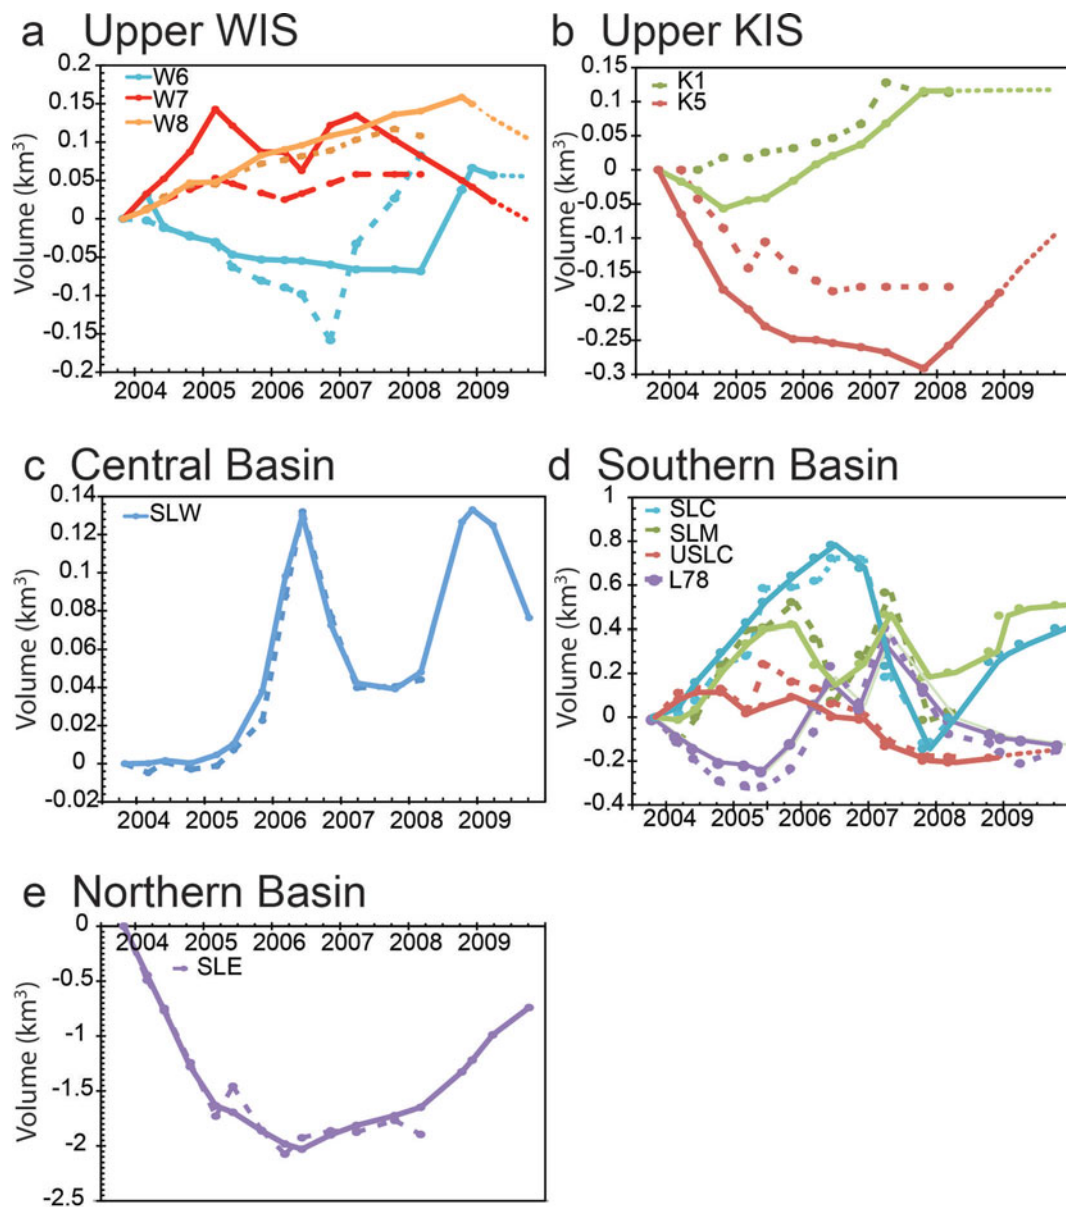 a Upper WIS
0.2
0.15
0.1
0.05
0
-0.05
-0.1
-0.15
-0.2
Volume (km³)
W6
W7
W8
2004 2005 2006 2007 2008 2009
b Upper KIS
0.15
0.1
0.05
0
-0.05
-0.1
-0.15
-0.2
-0.25
-0.3
Volume (km³)
K1
K5
2004 2005 2006 2007 2008 2009
c Central Basin
0.14
0.12
0.1
0.08
0.06
0.04
0.02
0
-0.02
Volume (km³)
SLW
2004 2005 2006 2007 2008 2009
d Southern Basin
1
0.8
0.6
0.4
0.2
0
-0.2
-0.4
Volume (km³)
SLC
SLM
USLC
L78
2004 2005 2006 2007 2008 2009
e Northern Basin
0
-0.5
-1
-1.5
-2
-2.5
Volume (km³)
2004 2005 2006 2007 2008 2009
SLE